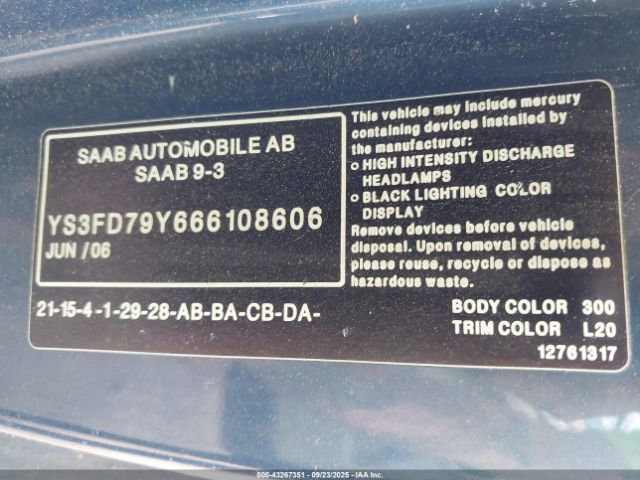 SAAB AUTOMOBILE AB
SAAB 9-3
YS3FD79Y666108606
JUN /06
21-15-4 -1-29-28-AB-BA-CB-DA-
This vehicle may include mercury
containing devices installed by
the manufacturer:
o HIGH INTENSITY DISCHARGE
HEADLAMPS
o BLACK LIGHTING COLOR
DISPLAY
Remove devices before vehicle
disposal. Upon removal of devices,
please reuse, recycle or dispose as
hazardous waste.
BODY COLOR 300
TRIM COLOR L20
12761317
© IAA - 43267351 - 09/23/2025 - IAAI.com